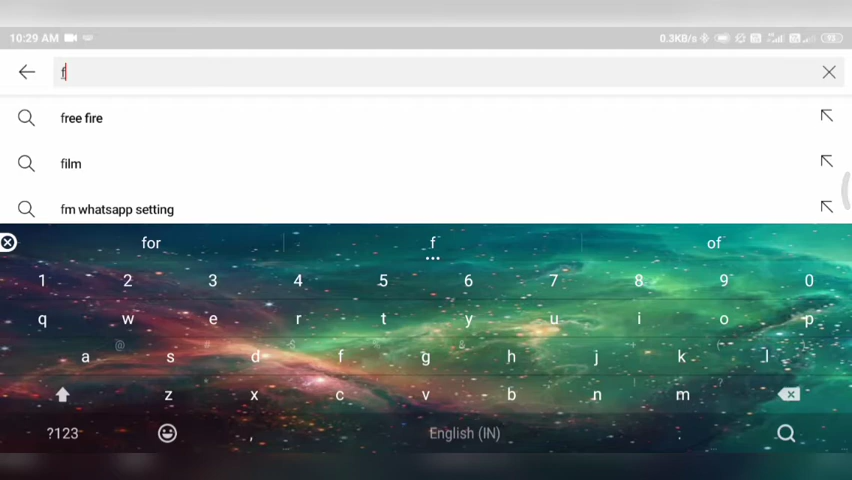 10:29 AM 0.3KB/s 93
f
free fire
film
fm whatsapp setting
for f of
1 2 3 4 5 6 7 8 9 0
q w e r t y u i o p
a s d f g h j k l
z x c v b n m
?123 , English (IN) .